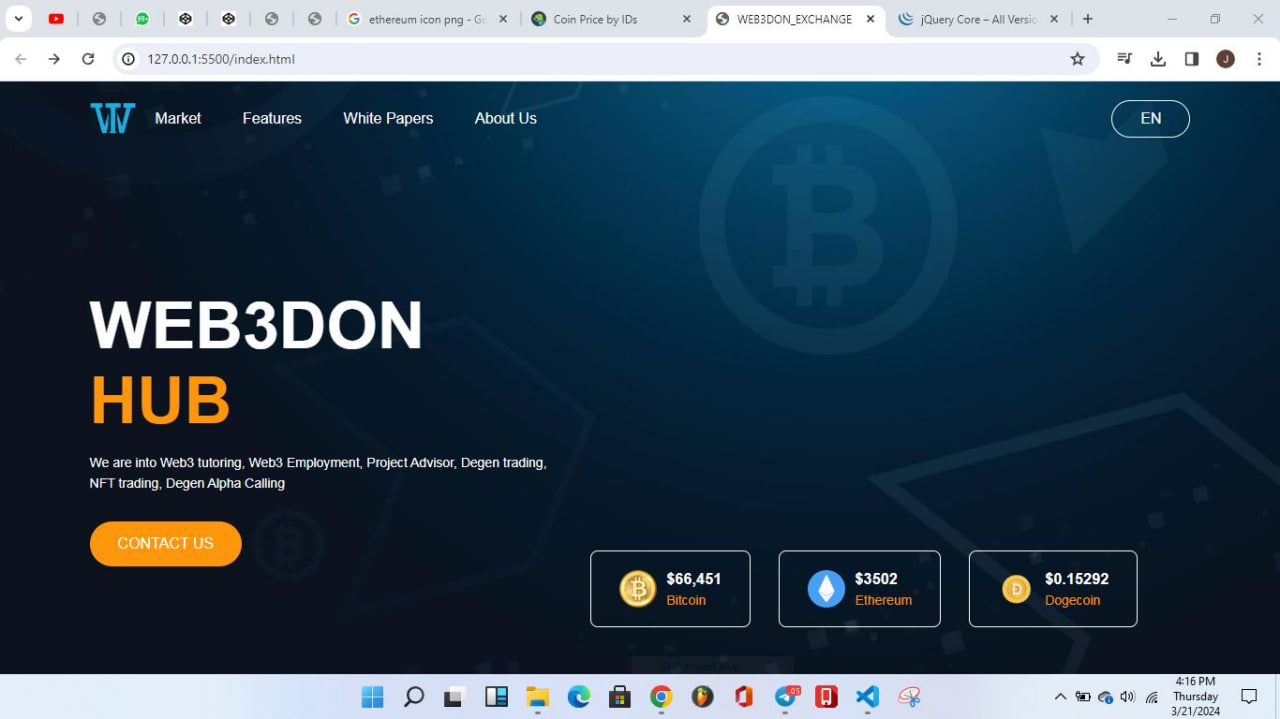 99+
ethereum icon png - Go
Coin Price by IDs
WEB3DON_EXCHANGE
jQuery Core – All Versio
127.0.0.1:5500/index.html
J
Market
Features
White Papers
About Us
EN
WEB3DON
HUB
We are into Web3 tutoring, Web3 Employment, Project Advisor, Degen trading,
NFT trading, Degen Alpha Calling
CONTACT US
$66,451
Bitcoin
$3502
Ethereum
$0.15292
Dogecoin
4:16 PM
Thursday
3/21/2024